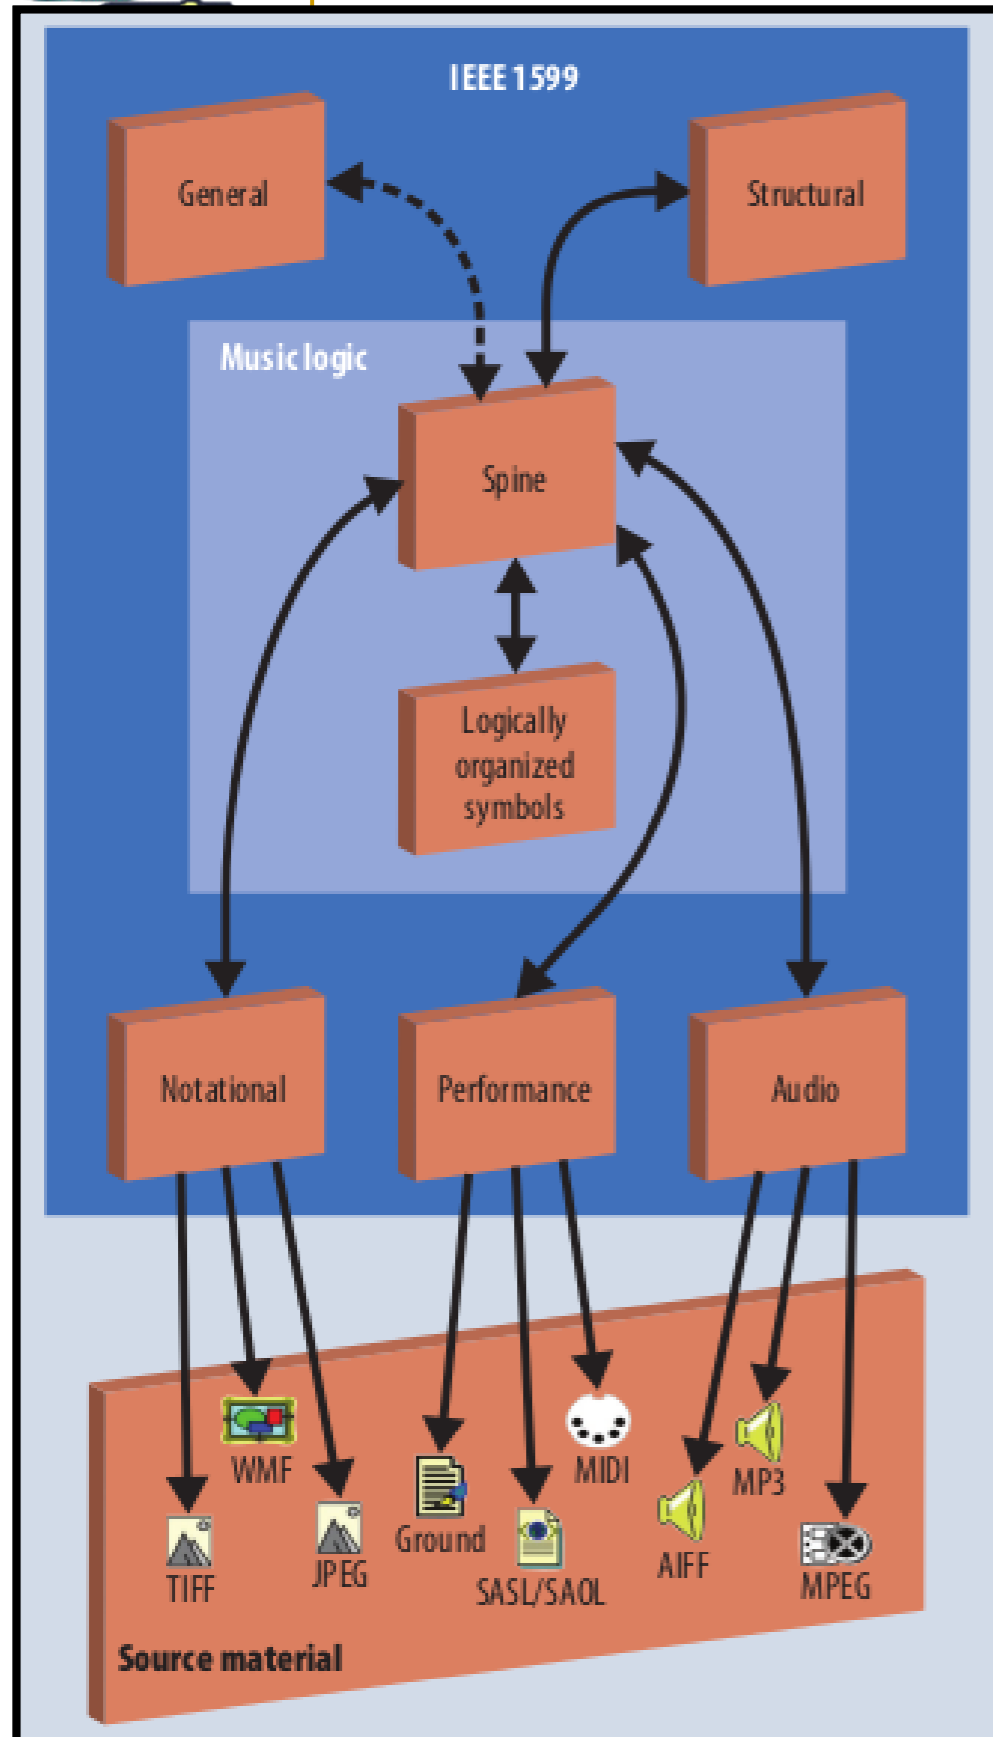 IEEE 1599
General
Structural
Music logic
Spine
Logically
organized
symbols
Notational
Performance
Audio
WMF
MIDI
MP3
TIFF
JPEG
Ground
SASL/SAOL
AIFF
MPEG
Source material